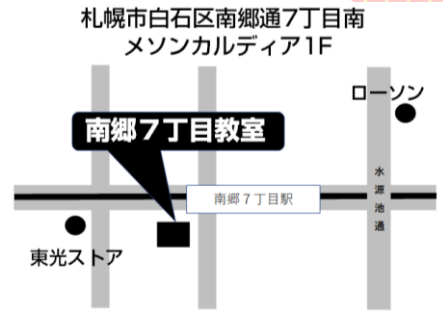 札幌市白石区南郷通7丁目南
メソンカルディア1F
ローソン
南郷7丁目教室
水源池通
南郷7丁目駅
東光ストア